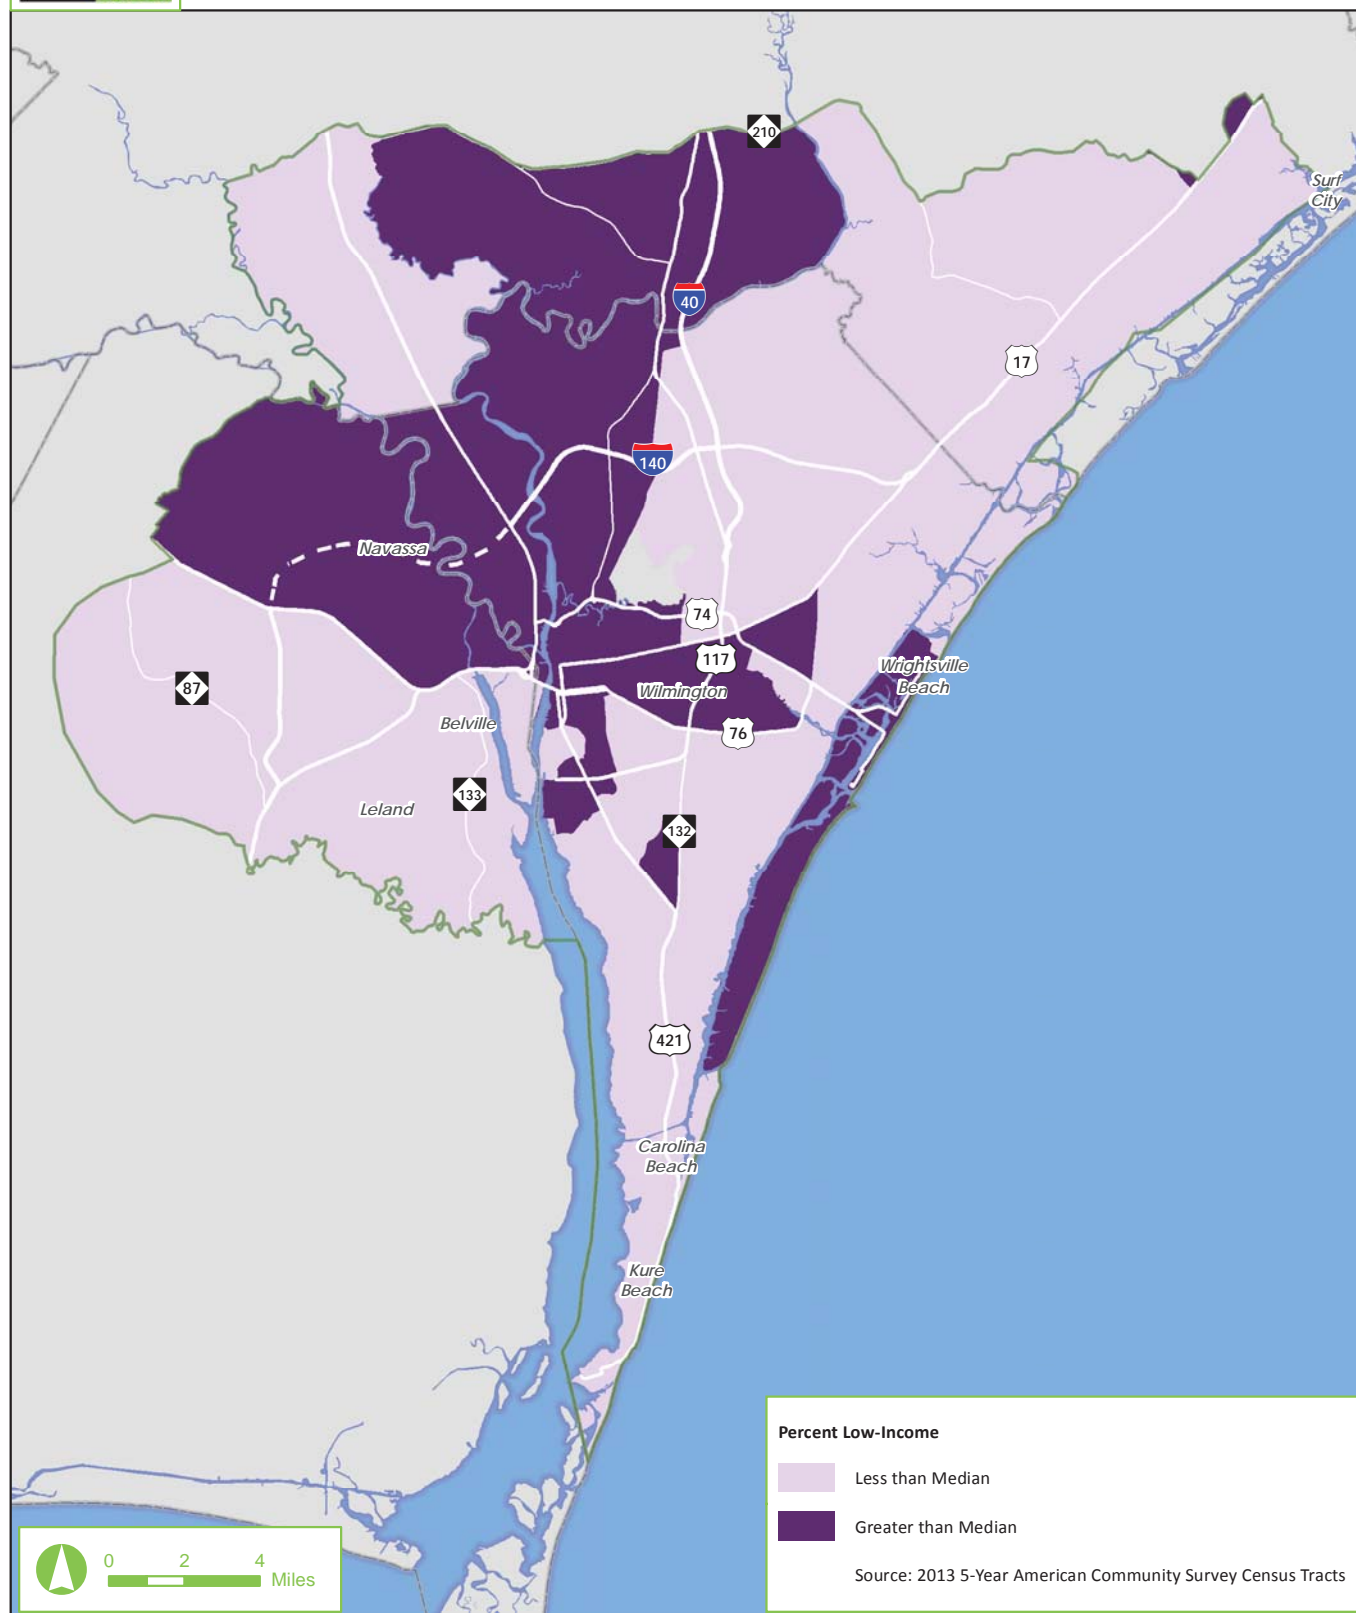 210
Surf
City
40
17
140
Navassa
74
117
Wrightsville
Beach
87
Wilmington
Belville
76
133
Leland
132
421
Carolina
Beach
Kure
Beach
Percent Low-Income
Less than Median
Greater than Median
Source: 2013 5-Year American Community Survey Census Tracts
0 2 4
Miles